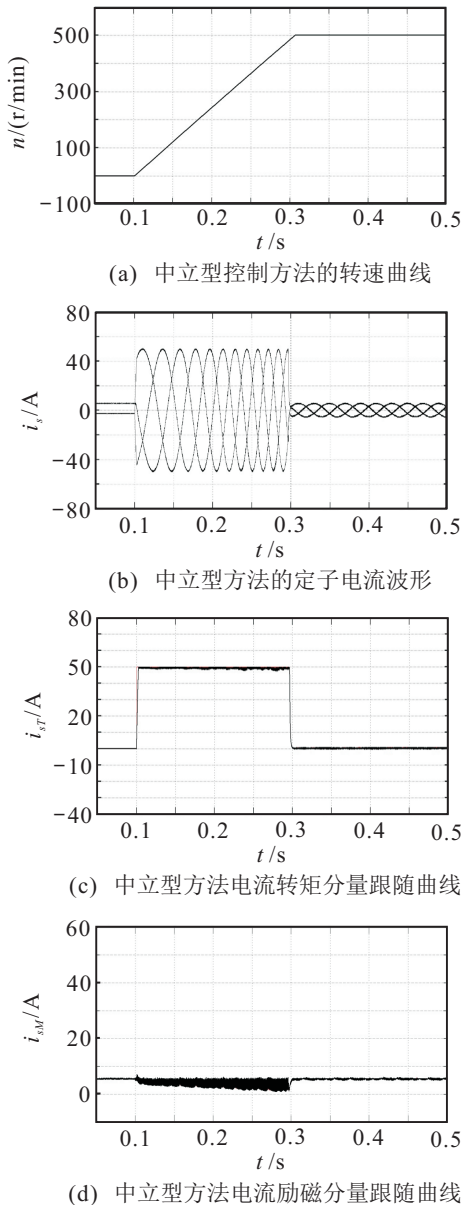 500
300
100
−100
n/(r/min)
0.1 0.2 0.3 0.4 0.5
t /s
(a) 中立型控制方法的转速曲线
80
40
0
−40
−80
i_s/A
0.1 0.2 0.3 0.4 0.5
t /s
(b) 中立型方法的定子电流波形
80
50
20
−10
−40
i_sT/A
0.1 0.2 0.3 0.4 0.5
t /s
(c) 中立型方法电流转矩分量跟随曲线
60
40
20
0
i_sM/A
0.1 0.2 0.3 0.4 0.5
t /s
(d) 中立型方法电流励磁分量跟随曲线